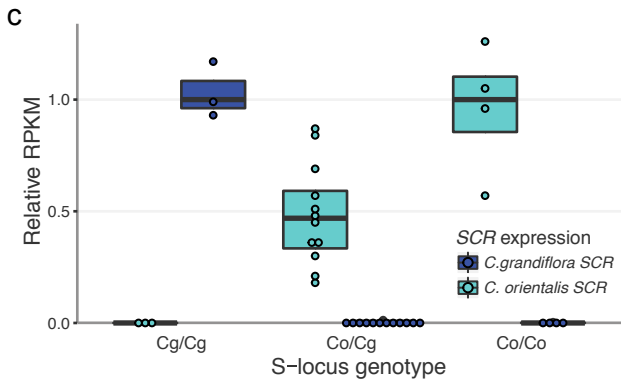 C
Relative RPKM
1.0
0.5
0.0
SCR expression
C.grandiflora SCR
C. orientalis SCR
Cg/Cg Co/Cg Co/Co
S-locus genotype